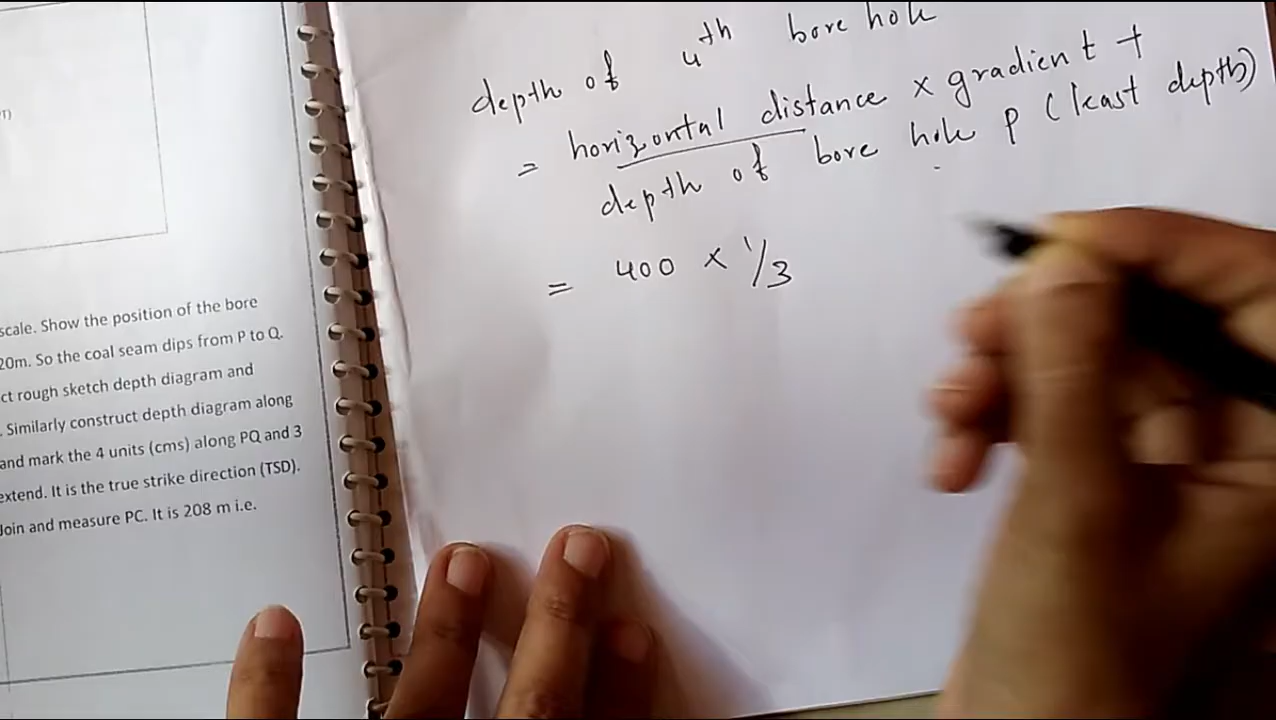 scale. Show the position of the bore
20m. So the coal seam dips from P to Q.
ct rough sketch depth diagram and
. Similarly construct depth diagram along
and mark the 4 units (cms) along PQ and 3
extend. It is the true strike direction (TSD).
Join and measure PC. It is 208 m i.e.
depth of 4th bore hole
= horizontal distance × gradient +
depth of bore hole P (least depth)
= 400 × 1/3